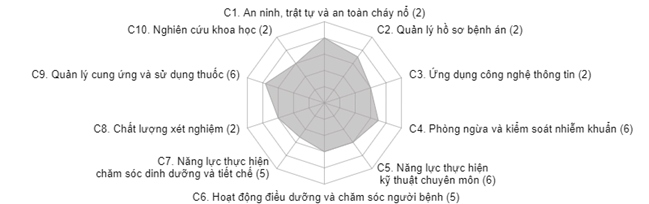 C1. An ninh, trật tự và an toàn cháy nổ (2)
C10. Nghiên cứu khoa học (2)
C2. Quản lý hồ sơ bệnh án (2)
C9. Quản lý cung ứng và sử dụng thuốc (6)
C3. Ứng dụng công nghệ thông tin (2)
C8. Chất lượng xét nghiệm (2)
C4. Phòng ngừa và kiểm soát nhiễm khuẩn (6)
C7. Năng lực thực hiện
chăm sóc dinh dưỡng và tiết chế (5)
C5. Năng lực thực hiện
kỹ thuật chuyên môn (6)
C6. Hoạt động điều dưỡng và chăm sóc người bệnh (5)